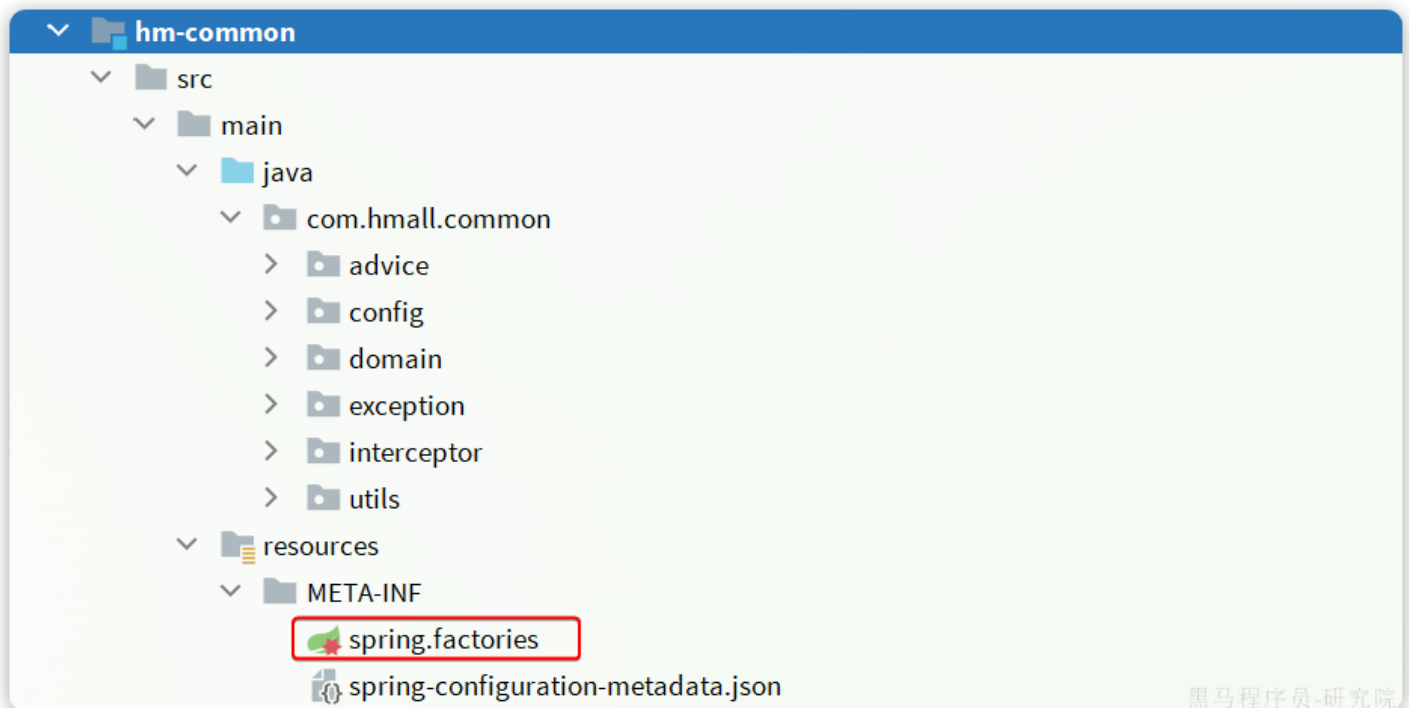 hm-common
src
main
java
com.hmall.common
advice
config
domain
exception
interceptor
utils
resources
META-INF
spring.factories
spring-configuration-metadata.json
黑马程序员-研究院